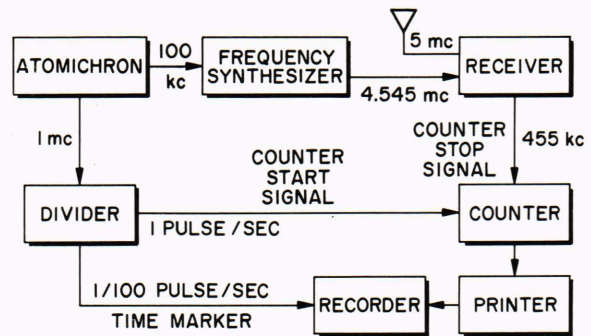 ATOMICHRON
100
kc
FREQUENCY
SYNTHESIZER
5 mc
4.545 mc
RECEIVER
1 mc
COUNTER
START
SIGNAL
COUNTER
STOP
SIGNAL
455 kc
DIVIDER
1 PULSE/SEC
COUNTER
1/100 PULSE/SEC
TIME MARKER
RECORDER
PRINTER